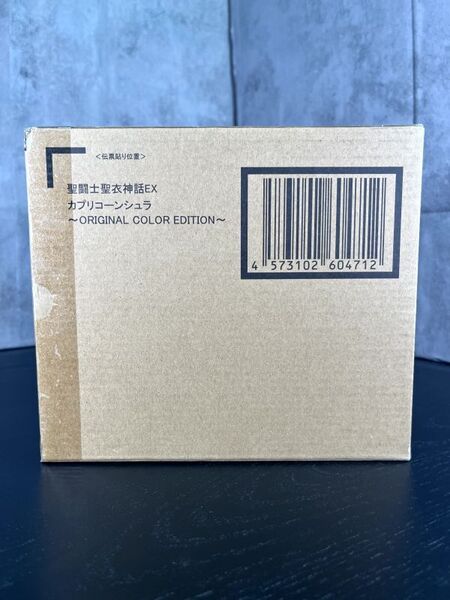 ＜伝票貼り位置＞
聖闘士聖衣神話EX
カプリコーンシュラ
～ORIGINAL COLOR EDITION～
4 573102 604712